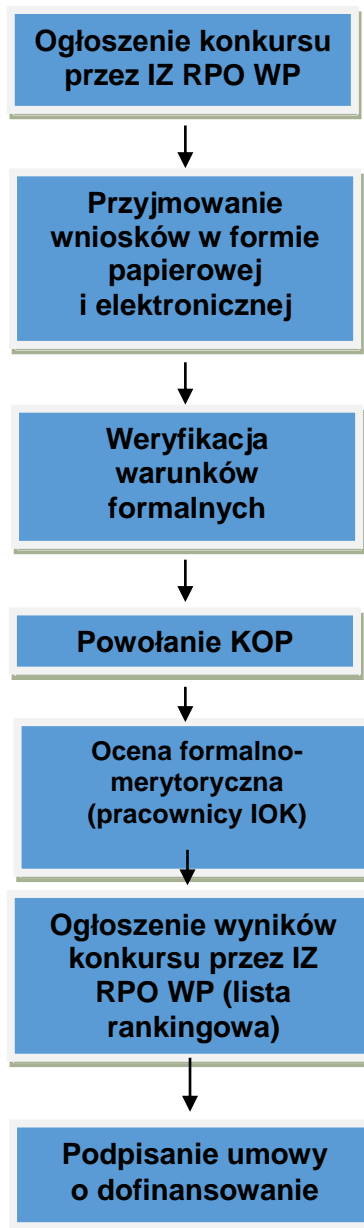 Ogłoszenie konkursu
przez IZ RPO WP
Przyjmowanie
wniosków w formie
papierowej
i elektronicznej
Weryfikacja
warunków
formalnych
Powołanie KOP
Ocena formalno-
merytoryczna
(pracownicy IOK)
Ogłoszenie wyników
konkursu przez IZ
RPO WP (lista
rankingowa)
Podpisanie umowy
o dofinansowanie